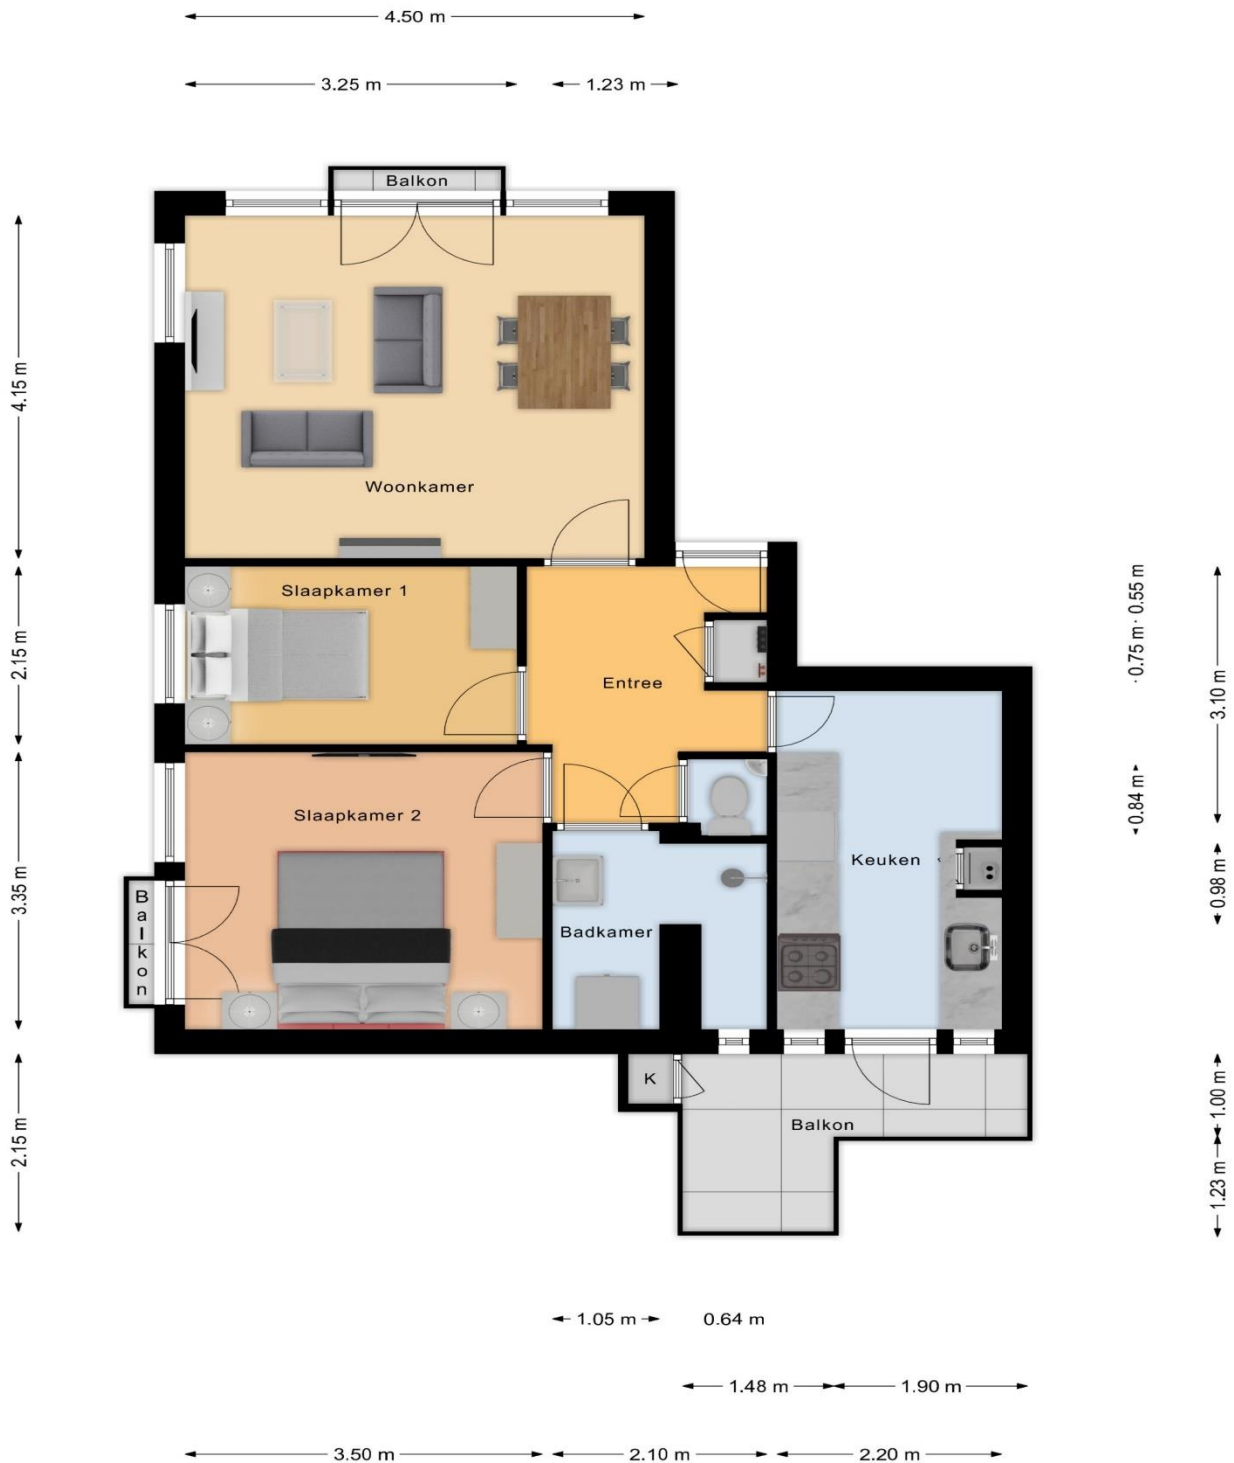 4.50 m
3.25 m
1.23 m
Balkon
4.15 m
Woonkamer
Slaapkamer 1
2.15 m
0.75 m
0.55 m
3.10 m
Entree
Slaapkamer 2
0.84 m
Keuken
3.35 m
Balkon
Badkamer
0.98 m
K
Balkon
2.15 m
1.00 m
1.23 m
1.05 m
0.64 m
1.48 m
1.90 m
3.50 m
2.10 m
2.20 m